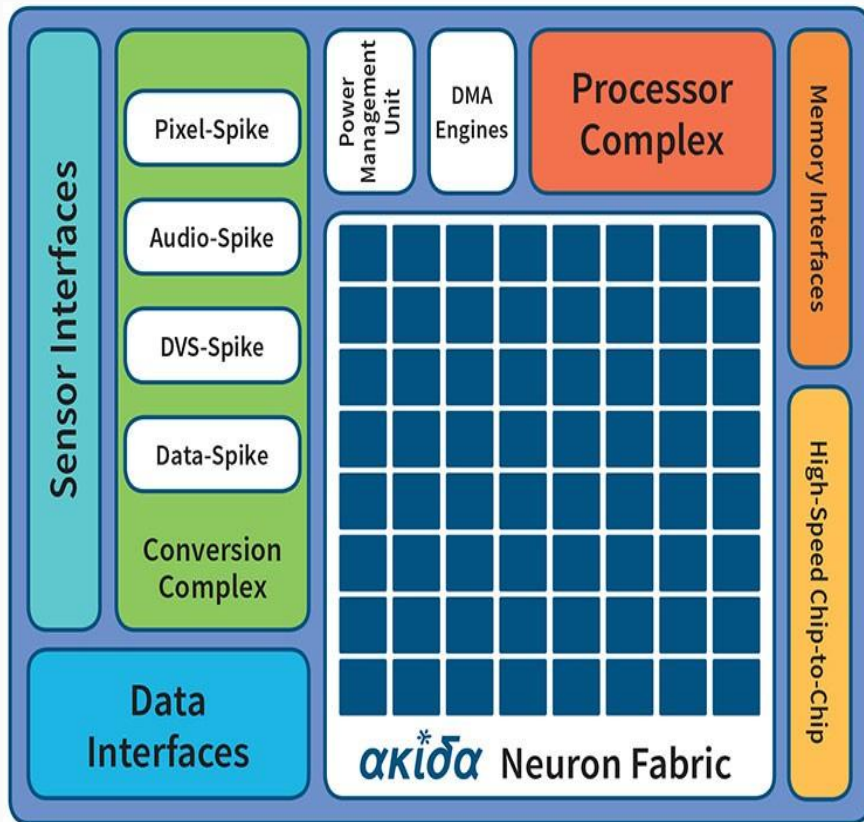 Sensor Interfaces
Pixel-Spike
Audio-Spike
DVS-Spike
Data-Spike
Conversion
Complex
Data
Interfaces
Power
Management
Unit
DMA
Engines
Processor
Complex
Memory Interfaces
High-Speed Chip-to-Chip
αkiδα Neuron Fabric